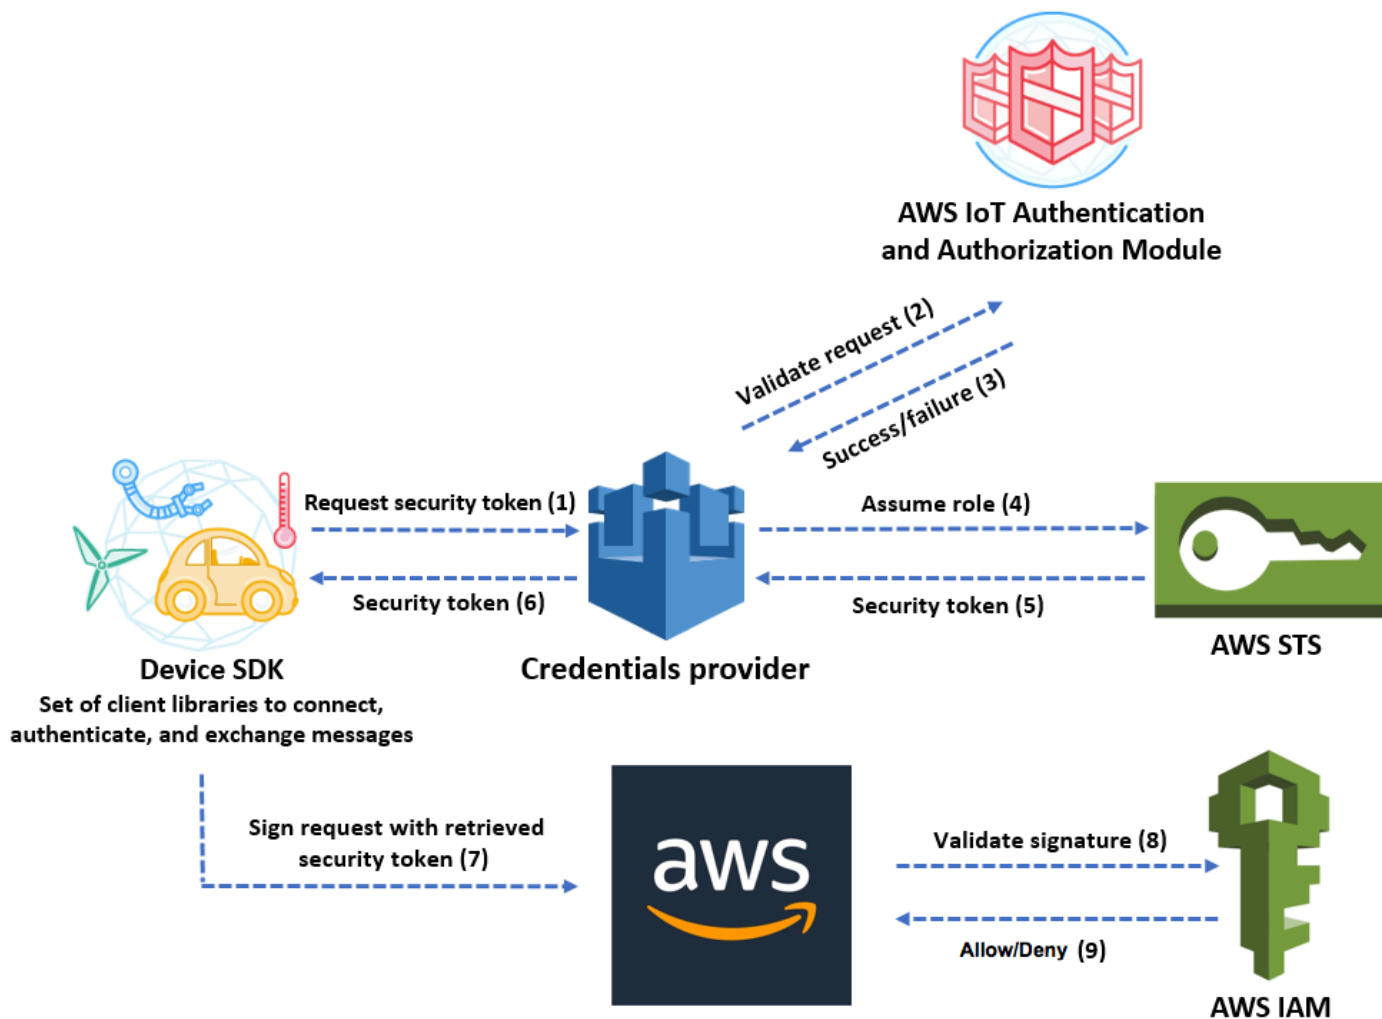 AWS IoT Authentication
and Authorization Module
Validate request (2)
Success/failure (3)
Request security token (1)
Assume role (4)
Security token (6)
Security token (5)
Device SDK
Set of client libraries to connect,
authenticate, and exchange messages
Credentials provider
AWS STS
Sign request with retrieved
security token (7)
aws
Validate signature (8)
Allow/Deny (9)
AWS IAM